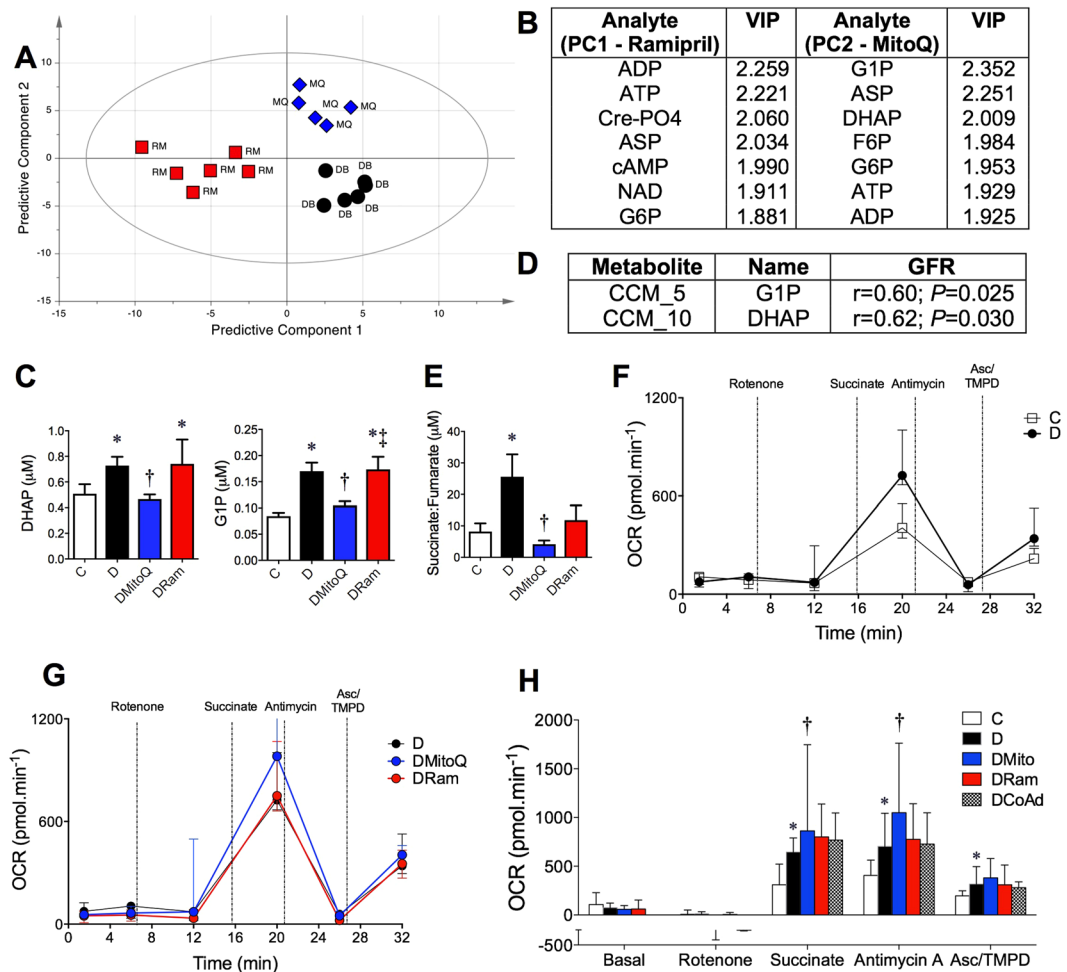 A
Predictive Component 2
10
5
0
-5
-10
-15
MQ
MQ
MQ
MQ
MQ
RM
RM
RM
RM
RM
RM
DB
DB
DB
DB
DB
DB
-15
-10
-5
0
5
10
Predictive Component 1
B
Analyte (PC1 - Ramipril) VIP Analyte (PC2 - MitoQ) VIP
ADP 2.259 G1P 2.352
ATP 2.221 ASP 2.251
Cre-PO4 2.060 DHAP 2.009
ASP 2.034 F6P 1.984
cAMP 1.990 G6P 1.953
NAD 1.911 ATP 1.929
G6P 1.881 ADP 1.925
D
Metabolite Name GFR
CCM_5 G1P r=0.60; P=0.025
CCM_10 DHAP r=0.62; P=0.030
C
DHAP (μM)
1.0
0.8
0.6
0.4
0.2
0.0
* † *
C D DMitoQ DRam
G1P (μM)
0.25
0.20
0.15
0.10
0.05
0.00
* † *‡
C D DMitoQ DRam
E
Succinate:Fumarate (μM)
40
30
20
10
0
* †
C D DMitoQ DRam
F
Rotenone Succinate Antimycin Asc/
TMPD
C
D
OCR (pmol.min-1)
1200
600
0
0 4 8 12 16 20 24 28 32
Time (min)
G
Rotenone Succinate Antimycin Asc/
TMPD
D
DMitoQ
DRam
OCR (pmol.min-1)
1200
600
0
0 4 8 12 16 20 24 28 32
Time (min)
H
C
D
DMito
DRam
DCoAd
OCR (pmol.min-1)
2000
1500
1000
500
0
-500
* † * † *
Basal Rotenone Succinate Antimycin A Asc/TMPD